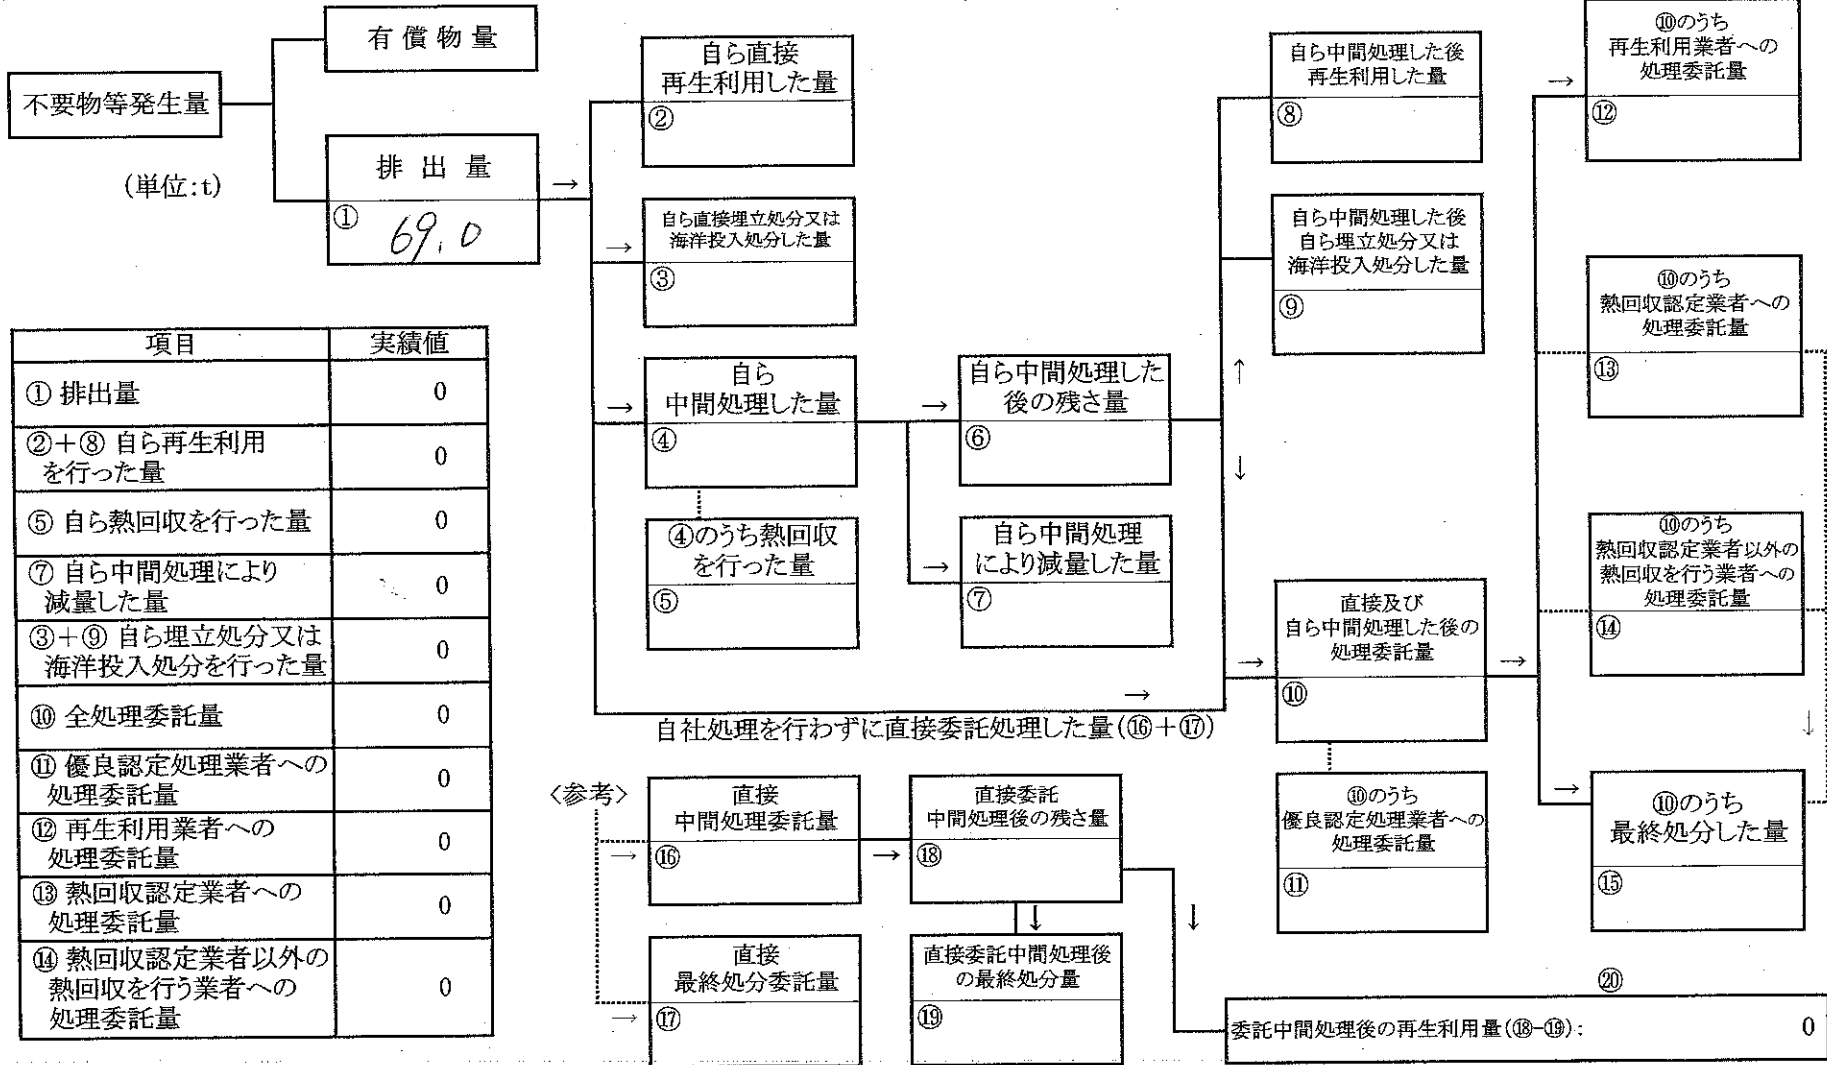 有償物量
不要物等発生量
(単位:t)
排出量
①
69.0
→
自ら直接
再生利用した量
②
→
自ら直接埋立処分又は
海洋投入処分した量
③
→
自ら
中間処理した量
④
④のうち熱回収
を行った量
⑤
→
自ら中間処理した
後の残さ量
⑥
→
自ら中間処理
により減量した量
⑦
↑
↓
自ら中間処理した後
再生利用した量
⑧
自ら中間処理した後
自ら埋立処分又は
海洋投入処分した量
⑨
→
直接及び
自ら中間処理した後の
処理委託量
⑩
⑩のうち
優良認定処理業者への
処理委託量
⑪
→
→
⑩のうち
再生利用業者への
処理委託量
⑫
⑩のうち
熱回収認定業者への
処理委託量
⑬
⑩のうち
熱回収認定業者以外の
熱回収を行う業者への
処理委託量
⑭
↓
→
⑩のうち
最終処分した量
⑮
→
自社処理を行わずに直接委託処理した量(⑯+⑰)
〈参考〉
→
直接
中間処理委託量
⑯
→
直接
最終処分委託量
⑰
→
直接委託
中間処理後の残さ量
⑱
↓
直接委託中間処理後
の最終処分量
⑲
↓
⑳
委託中間処理後の再生利用量(⑱-⑲): 0
項目 実績値
① 排出量 0
②+⑧ 自ら再生利用
を行った量 0
⑤ 自ら熱回収を行った量 0
⑦ 自ら中間処理により
減量した量 0
③+⑨ 自ら埋立処分又は
海洋投入処分を行った量 0
⑩ 全処理委託量 0
⑪ 優良認定処理業者への
処理委託量 0
⑫ 再生利用業者への
処理委託量 0
⑬ 熱回収認定業者への
処理委託量 0
⑭ 熱回収認定業者以外の
熱回収を行う業者への
処理委託量 0